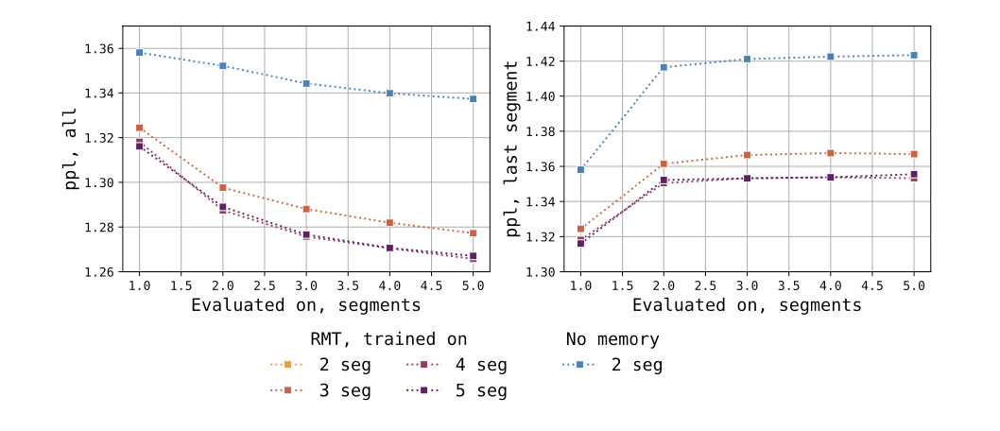 ppl, all
1.36
1.34
1.32
1.30
1.28
1.26
1.0 1.5 2.0 2.5 3.0 3.5 4.0 4.5 5.0
Evaluated on, segments
ppl, last segment
1.44
1.42
1.40
1.38
1.36
1.34
1.32
1.30
1.0 1.5 2.0 2.5 3.0 3.5 4.0 4.5 5.0
Evaluated on, segments
RMT, trained on
2 seg
3 seg
4 seg
5 seg
No memory
2 seg